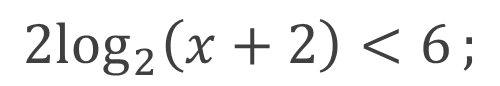 2log₂(x + 2) < 6 ;